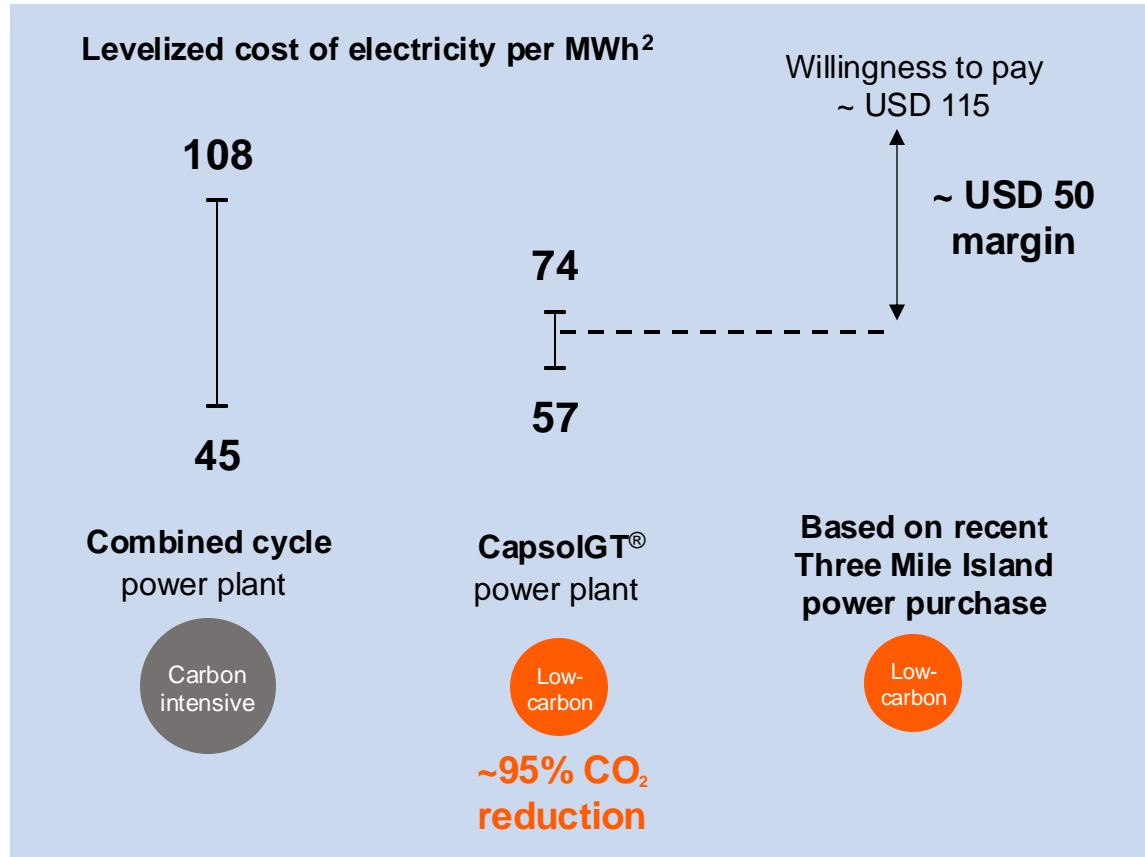 Levelized cost of electricity per MWh²
Willingness to pay
~ USD 115
108
~ USD 50
margin
74
57
45
Combined cycle
power plant
CapsolGT®
power plant
Based on recent
Three Mile Island
power purchase
Carbon
intensive
Low-
carbon
Low-
carbon
~95% CO₂
reduction